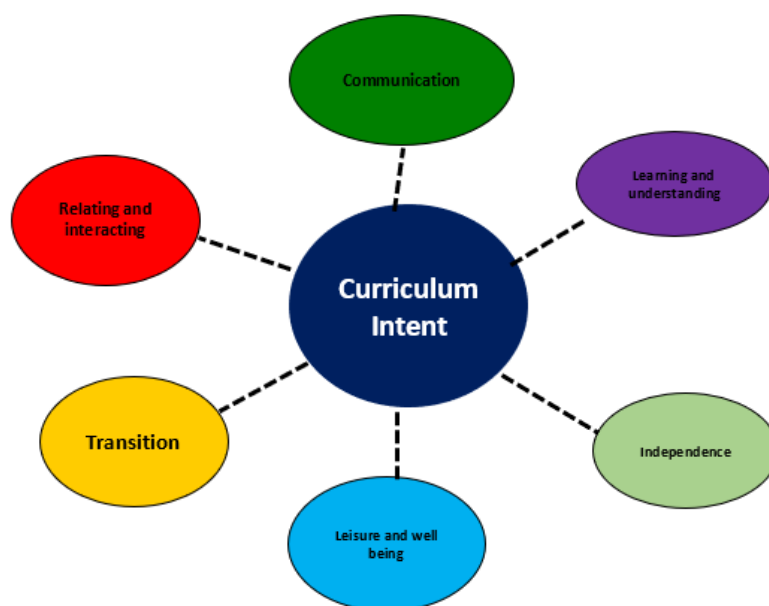 Communication
Learning and
understanding
Relating and
interacting
Curriculum
Intent
Transition
Independence
Leisure and well
being